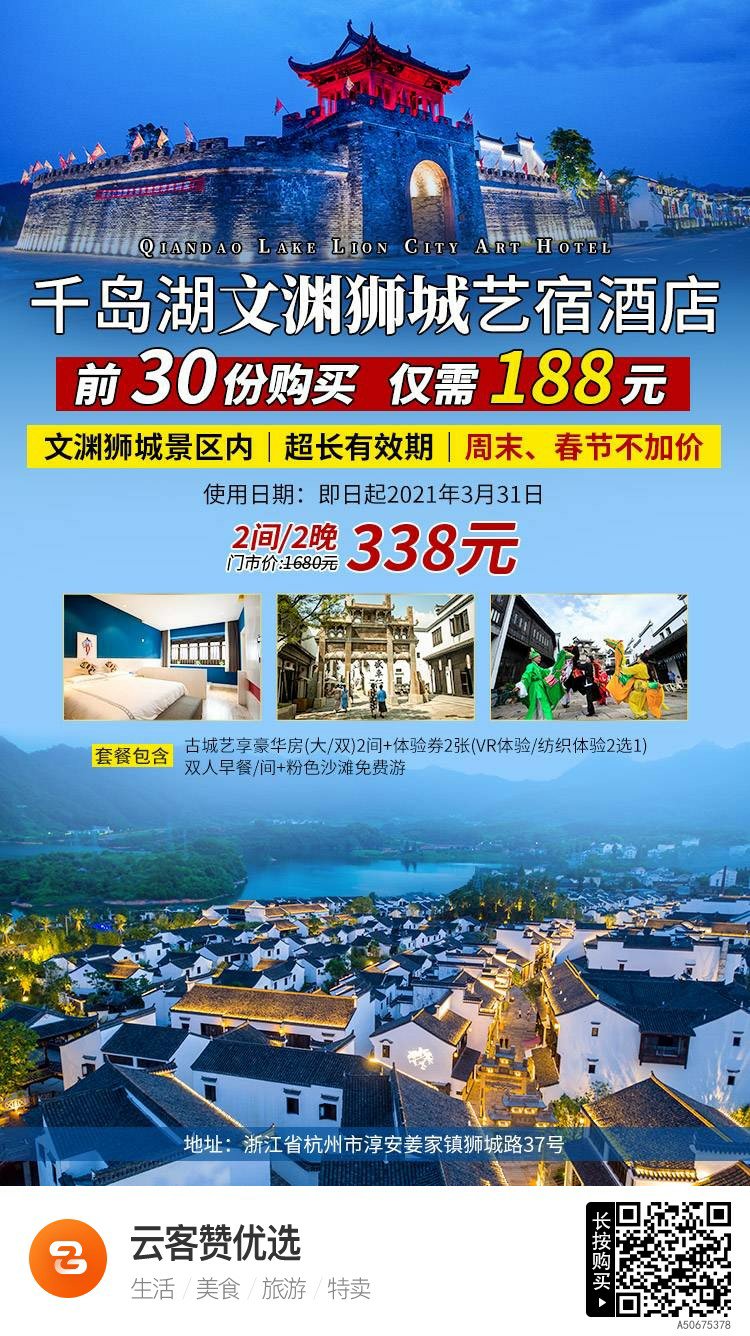 QIANDAO LAKE LION CITY ART HOTEL
千岛湖文渊狮城艺宿酒店
前30份购买 仅需188元
文渊狮城景区内｜超长有效期｜周末、春节不加价
使用日期：即日起2021年3月31日
2间/2晚 338元
门市价:1680元
套餐包含 古城艺享豪华房(大/双)2间+体验券2张(VR体验/纺织体验2选1)
双人早餐/间+粉色沙滩免费游
地址：浙江省杭州市淳安姜家镇狮城路37号
云客赞优选
生活 / 美食 / 旅游 / 特卖
长按购买
A50675378